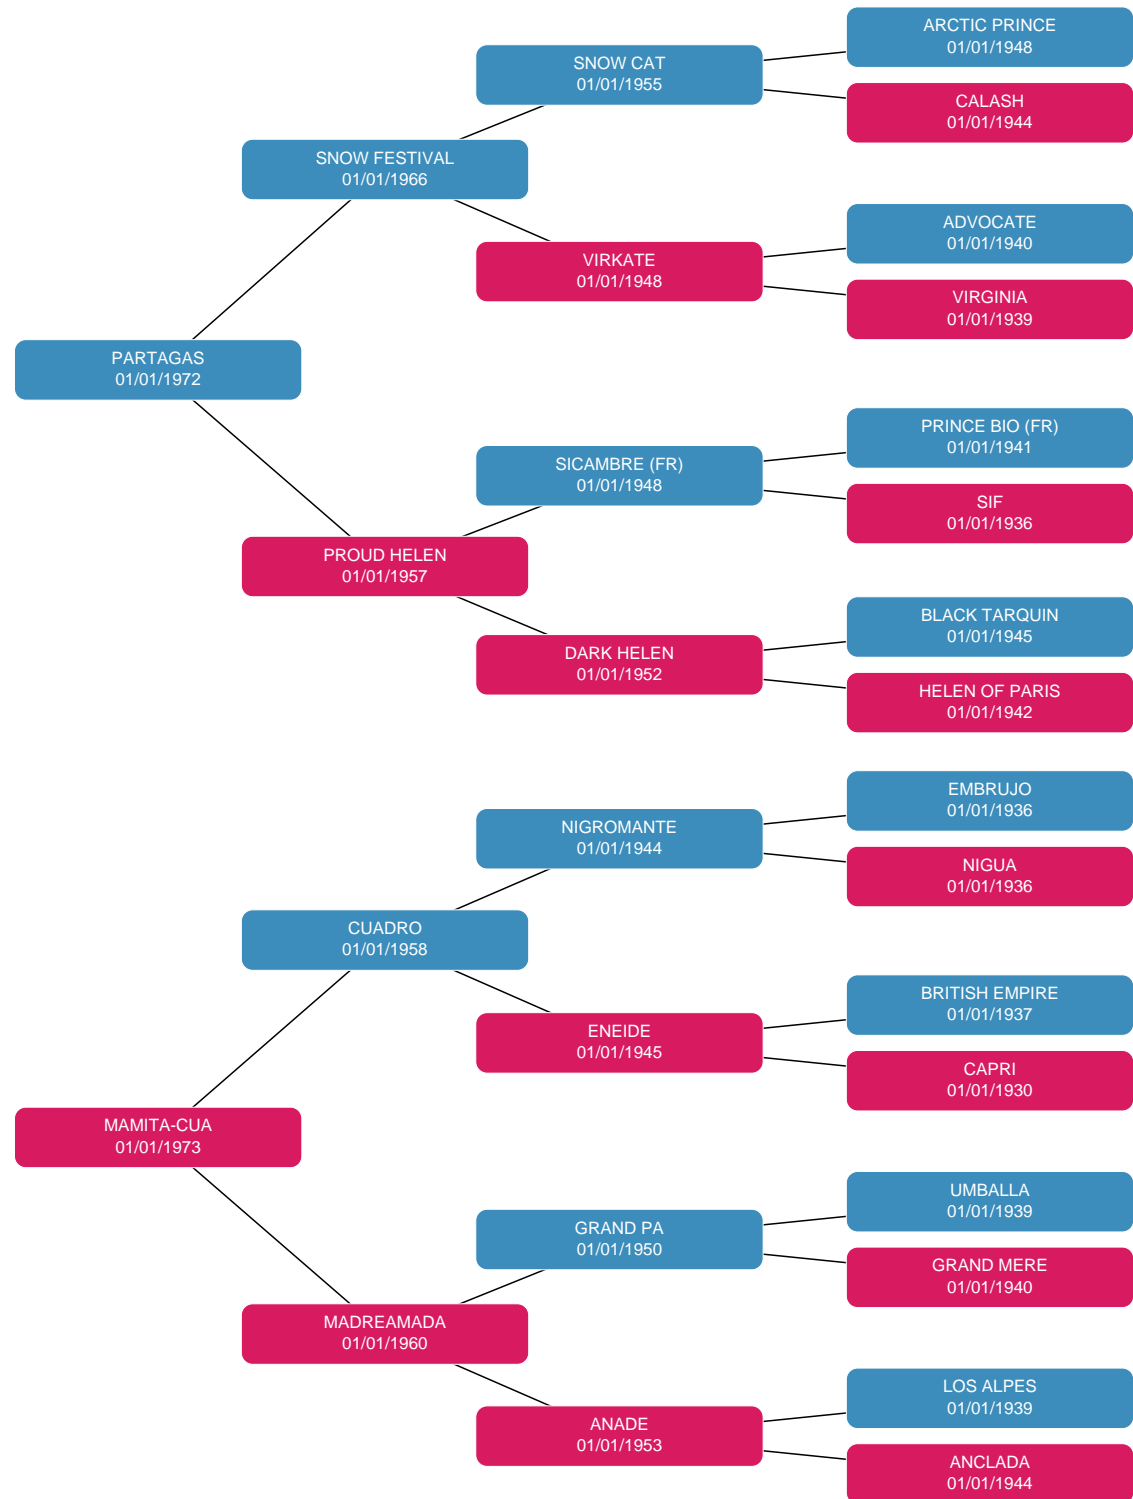 ARCTIC PRINCE
01/01/1948
SNOW CAT
01/01/1955
CALASH
01/01/1944
SNOW FESTIVAL
01/01/1966
ADVOCATE
01/01/1940
VIRKATE
01/01/1948
VIRGINIA
01/01/1939
PARTAGAS
01/01/1972
PRINCE BIO (FR)
01/01/1941
SICAMBRE (FR)
01/01/1948
SIF
01/01/1936
PROUD HELEN
01/01/1957
BLACK TARQUIN
01/01/1945
DARK HELEN
01/01/1952
HELEN OF PARIS
01/01/1942
EMBRUJO
01/01/1936
NIGROMANTE
01/01/1944
NIGUA
01/01/1936
CUADRO
01/01/1958
BRITISH EMPIRE
01/01/1937
ENEIDE
01/01/1945
CAPRI
01/01/1930
MAMITA-CUA
01/01/1973
UMBALLA
01/01/1939
GRAND PA
01/01/1950
GRAND MERE
01/01/1940
MADREAMADA
01/01/1960
LOS ALPES
01/01/1939
ANADE
01/01/1953
ANCLADA
01/01/1944